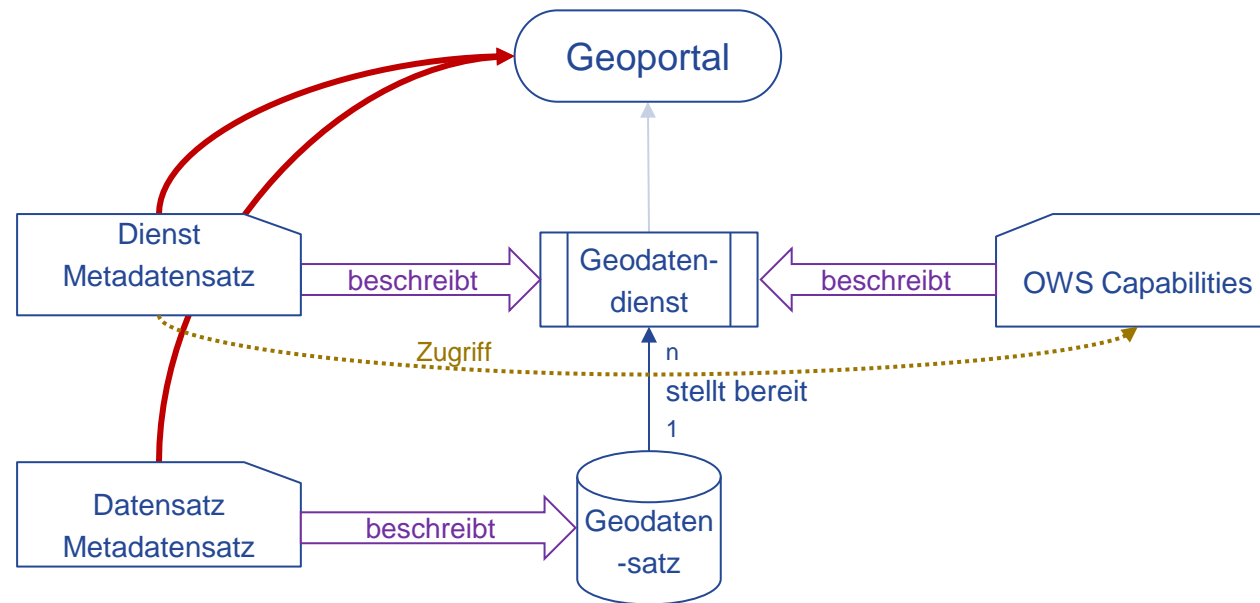 Geoportal
Dienst
Metadatensatz
beschreibt
Geodaten-
dienst
beschreibt
OWS Capabilities
Zugriff
n
stellt bereit
1
Datensatz
Metadatensatz
beschreibt
Geodaten
-satz